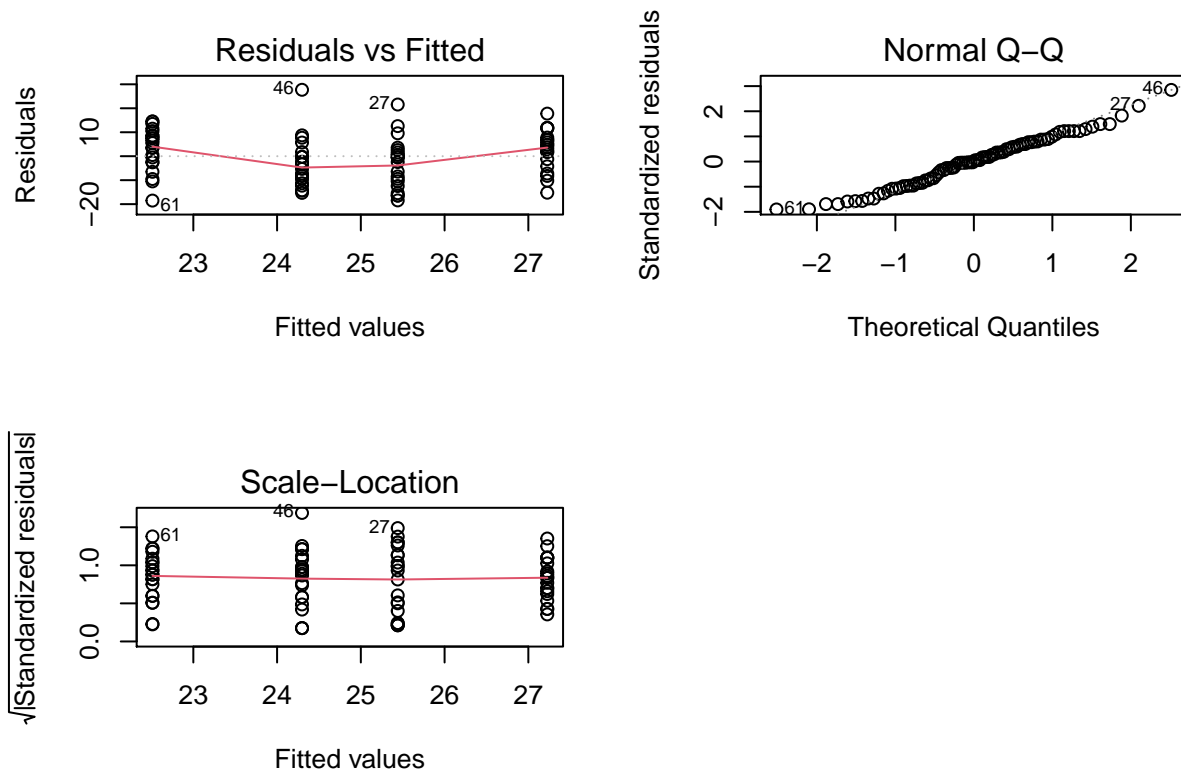 Residuals vs Fitted
Residuals
10
−20
46
27
61
23 24 25 26 27
Fitted values
Normal Q−Q
Standardized residuals
2
0
−2
46
27
61
−2 −1 0 1 2
Theoretical Quantiles
Scale−Location
√|Standardized residuals|
1.0
0.0
46
61
27
23 24 25 26 27
Fitted values